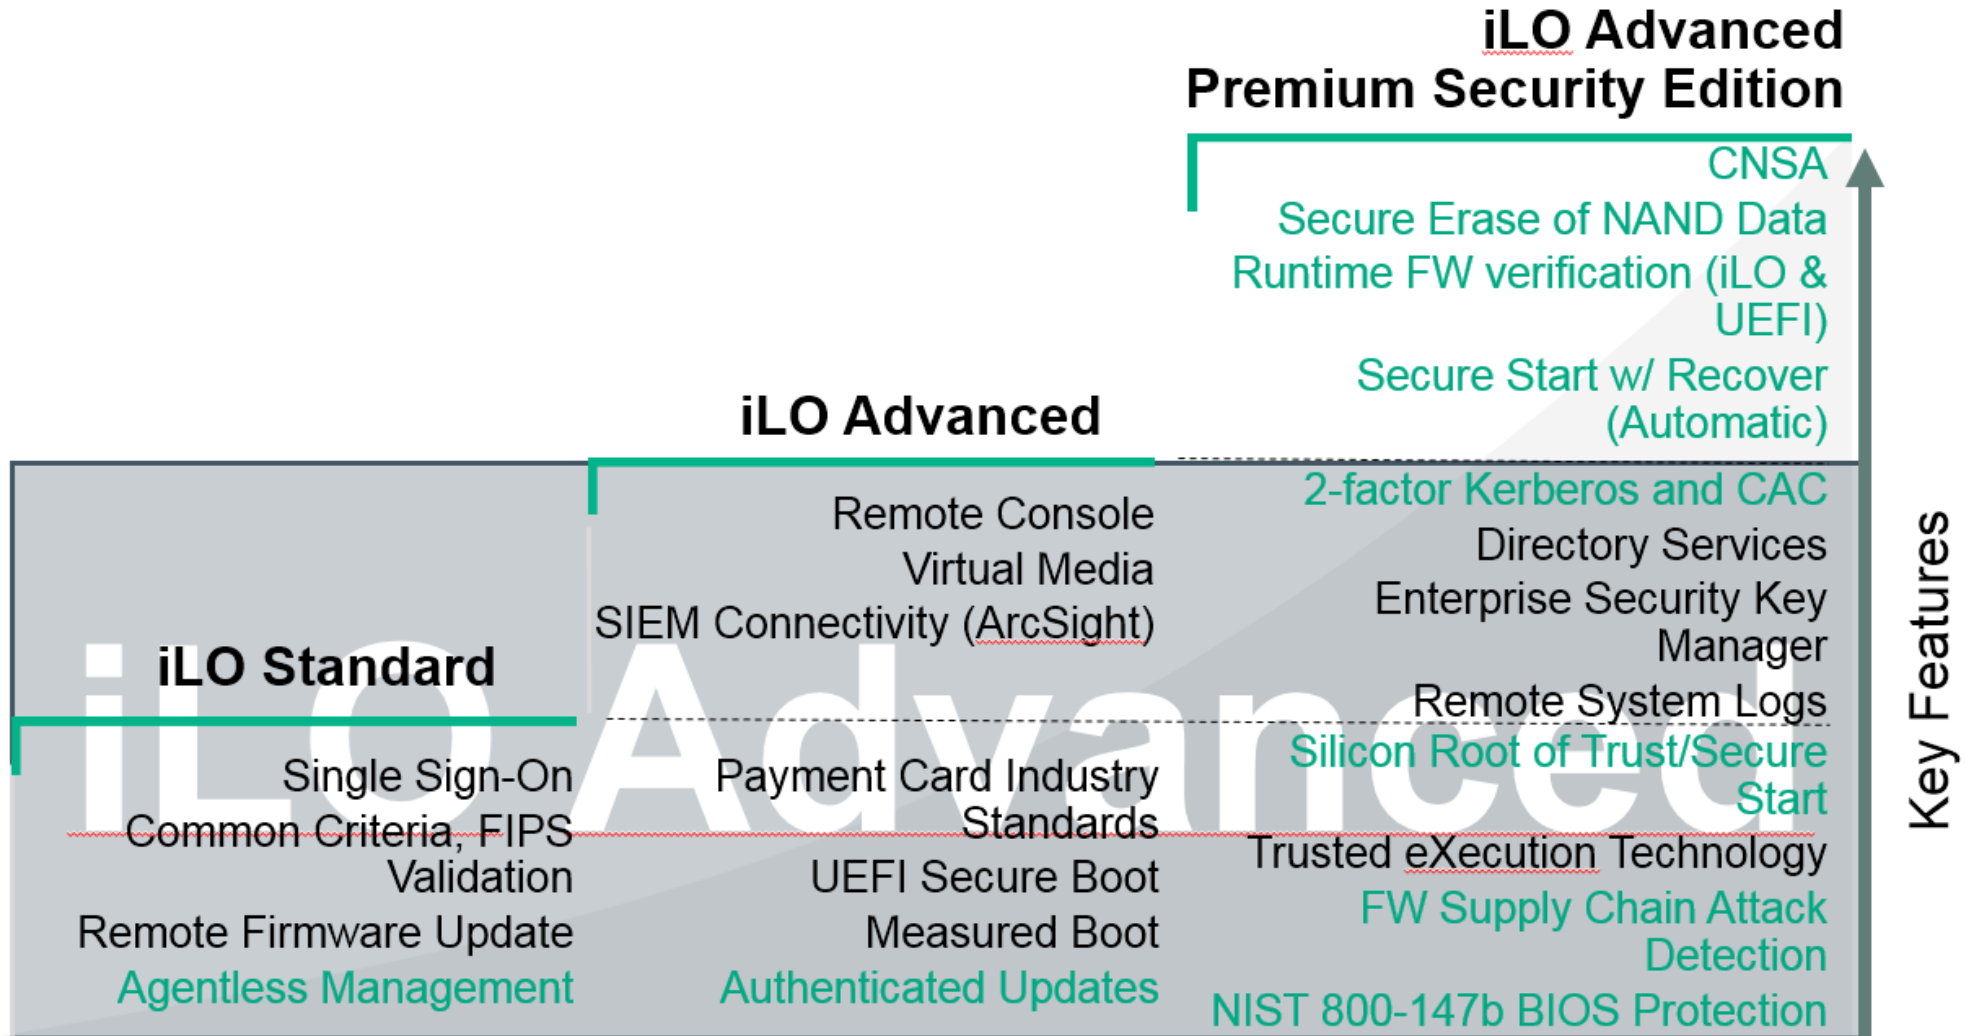 iLO Advanced
Premium Security Edition
CNSA
Secure Erase of NAND Data
Runtime FW verification (iLO &
UEFI)
Secure Start w/ Recover
(Automatic)
iLO Advanced
2-factor Kerberos and CAC
Directory Services
Enterprise Security Key
Manager
Remote System Logs
Remote Console
Virtual Media
SIEM Connectivity (ArcSight)
iLO Standard
iLO Advanced
Single Sign-On
Common Criteria, FIPS
Validation
Remote Firmware Update
Agentless Management
Payment Card Industry
Standards
UEFI Secure Boot
Measured Boot
Authenticated Updates
Silicon Root of Trust/Secure
Start
Trusted eXecution Technology
FW Supply Chain Attack
Detection
NIST 800-147b BIOS Protection
Key Features